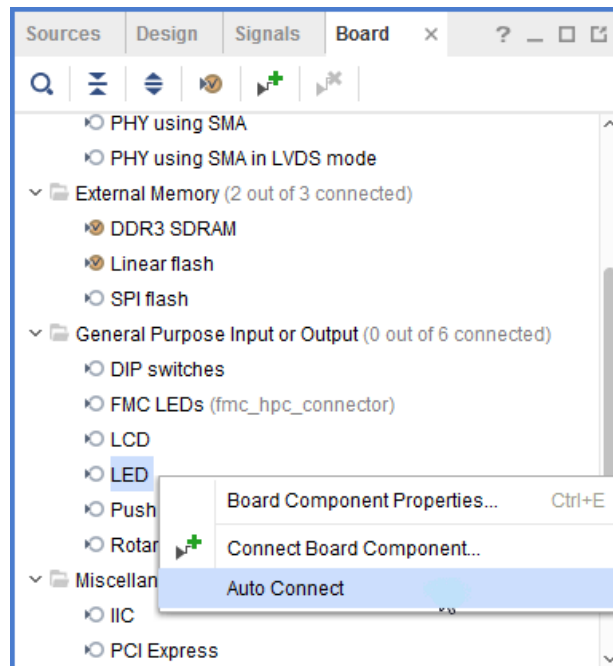 Sources Design Signals Board × ?
PHY using SMA
PHY using SMA in LVDS mode
External Memory (2 out of 3 connected)
DDR3 SDRAM
Linear flash
SPI flash
General Purpose Input or Output (0 out of 6 connected)
DIP switches
FMC LEDs (fmc_hpc_connector)
LCD
LED
Board Component Properties... Ctrl+E
Push
Rotar
Connect Board Component...
Miscellan
Auto Connect
IIC
PCI Express